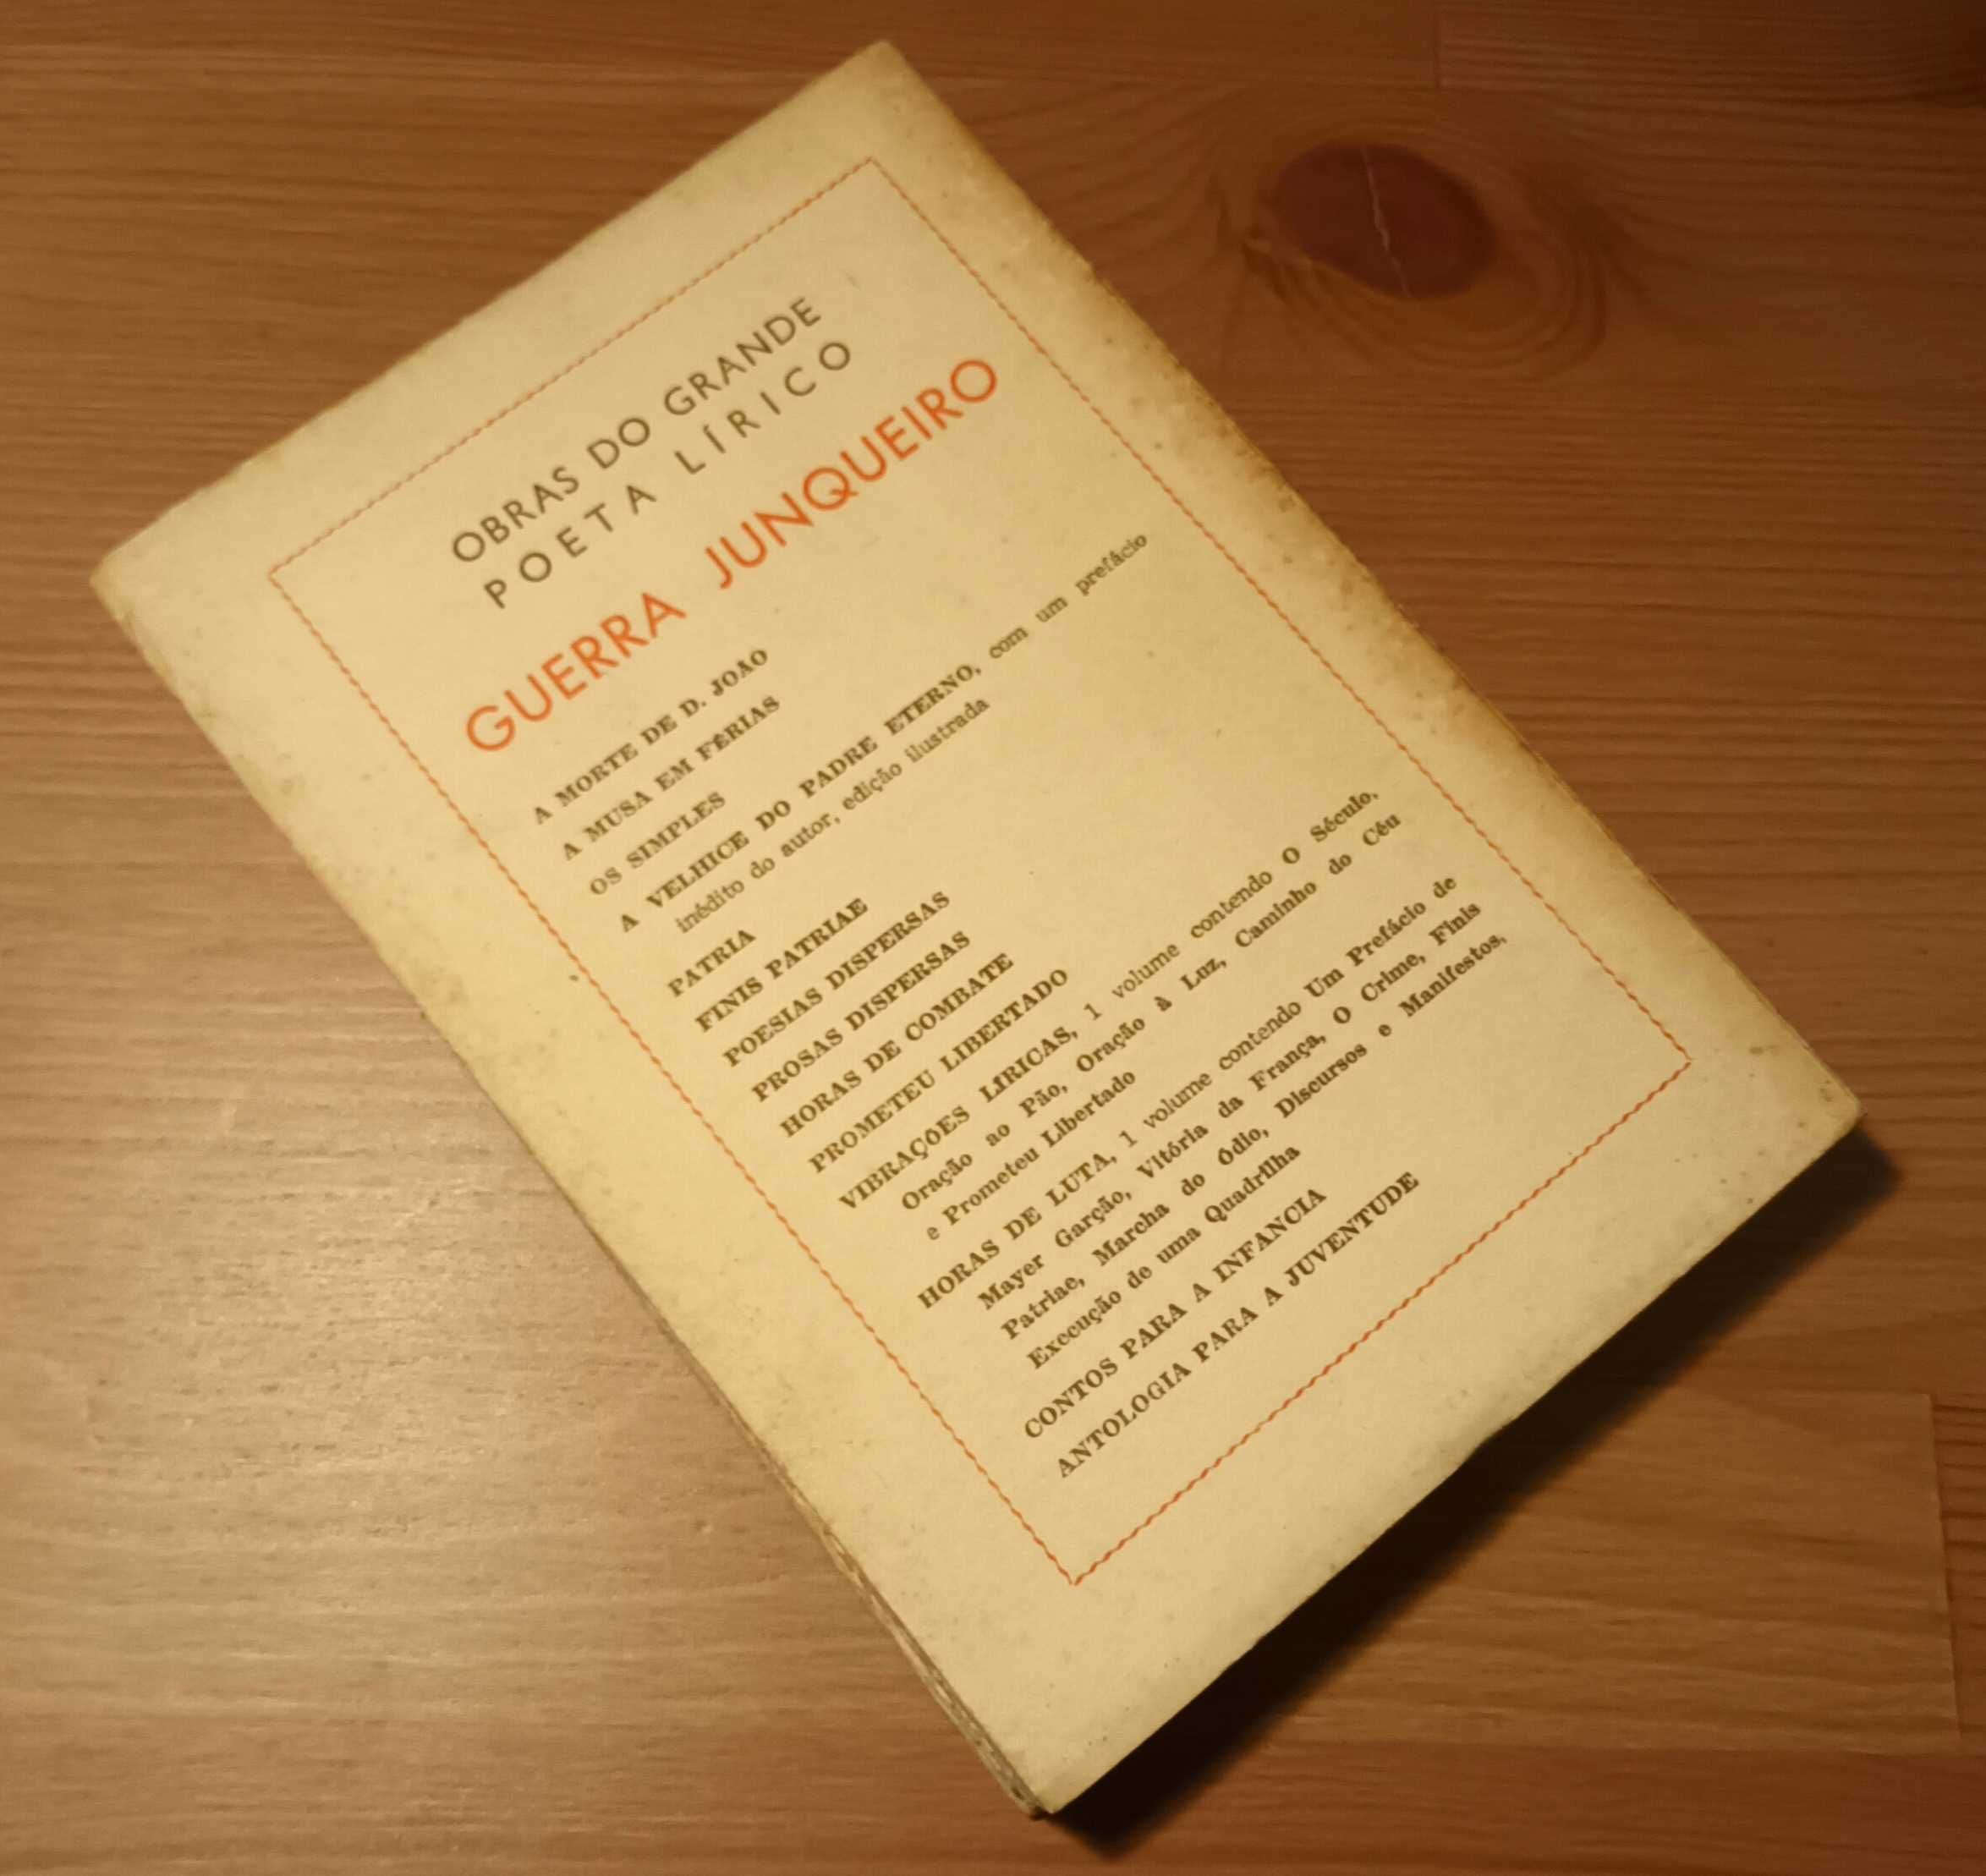 OBRAS DO GRANDE
POETA LÍRICO
GUERRA JUNQUEIRO
A MORTE DE D. JOAO
A MUSA EM FÉRIAS
OS SIMPLES
A VELHICE DO PADRE ETERNO, com um prefácio
inédito do autor, edição ilustrada
PATRIA
FINIS PATRIAE
POESIAS DISPERSAS
PROSAS DISPERSAS
HORAS DE COMBATE
PROMETEU LIBERTADO
VIBRAÇÕES LIRICAS, 1 volume contendo O Século,
Oração ao Pão, Oração à Luz, Caminho do Céu
e Prometeu Libertado
HORAS DE LUTA, 1 volume contendo Um Prefácio de
Mayer Garção, Vitória da França, O Crime, Finis
Patriae, Marcha do Ódio, Discursos e Manifestos,
Execução de uma Quadrilha
CONTOS PARA A INFANCIA
ANTOLOGIA PARA A JUVENTUDE